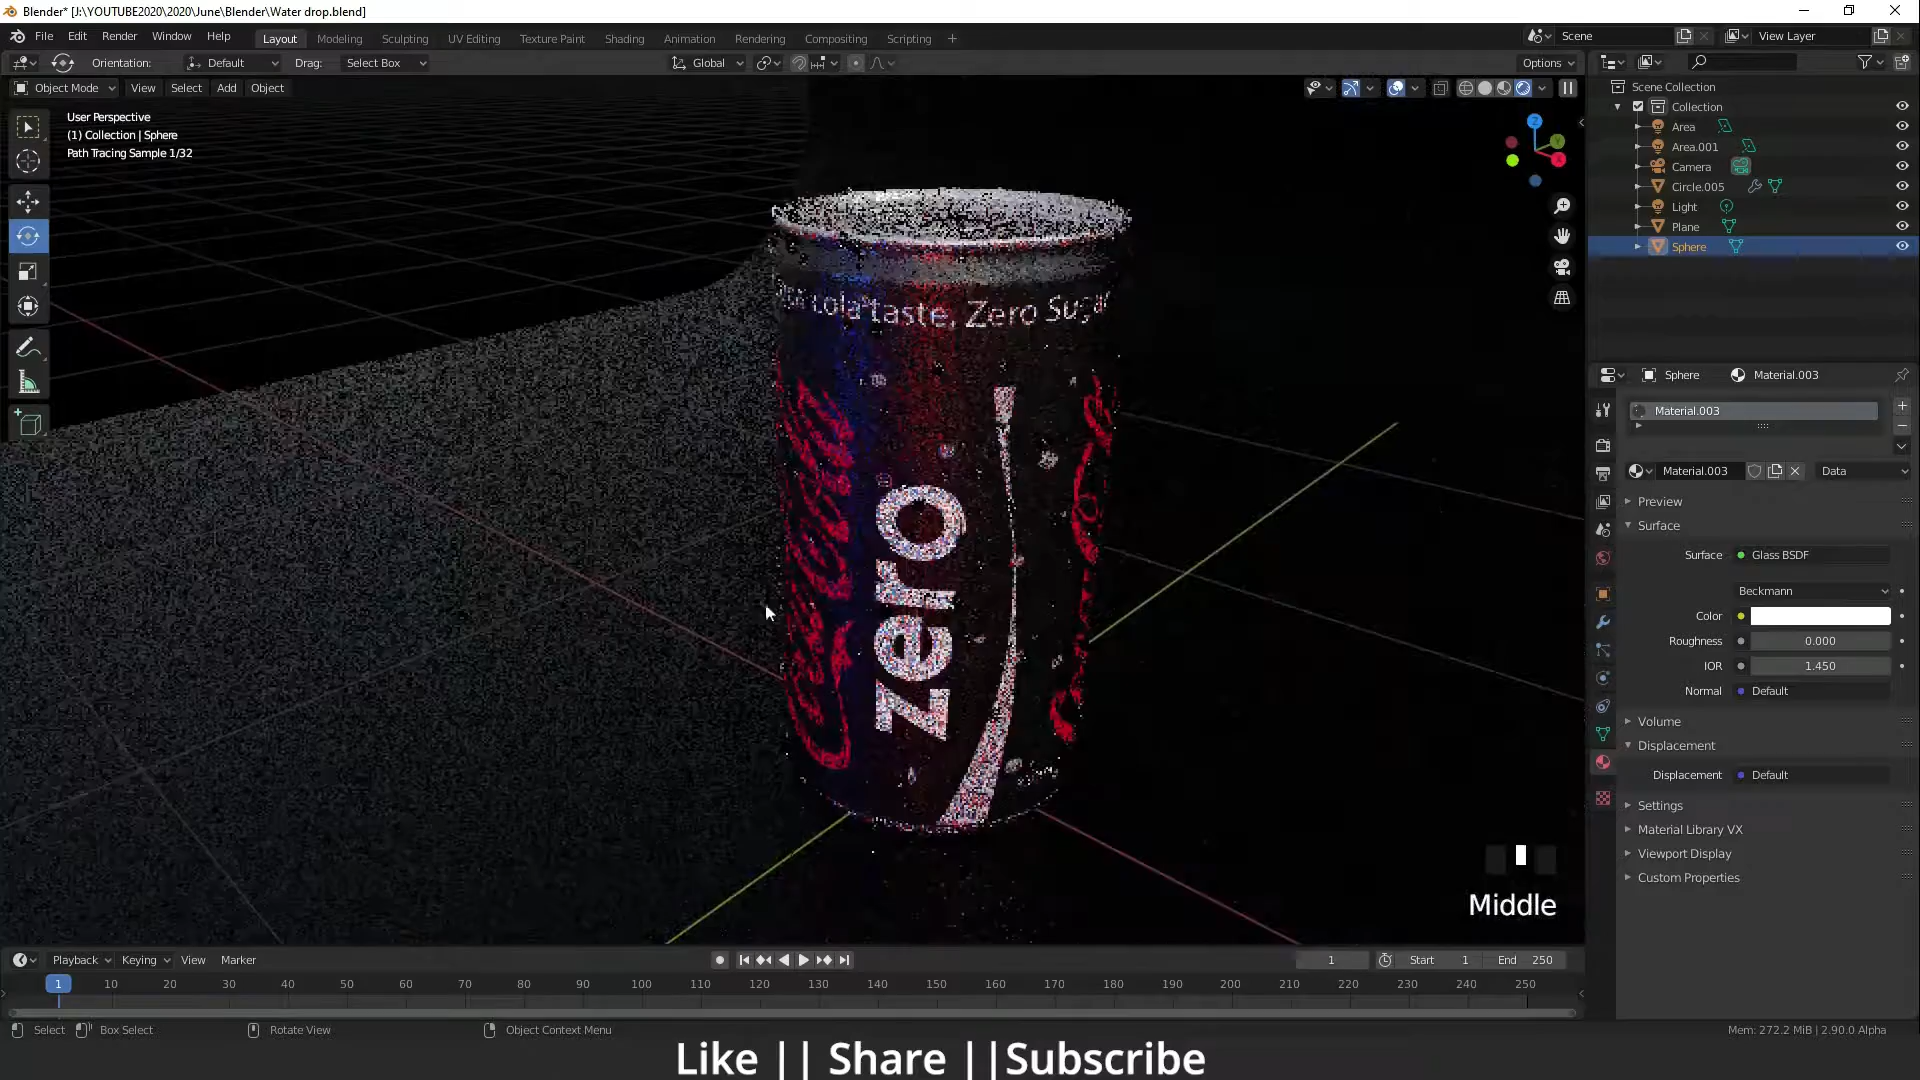 Blender* [J:\YOUTUBE2020\2020\June\Blender\Water drop.blend]
File Edit Render Window Help
Layout Modeling Sculpting UV Editing Texture Paint Shading Animation Rendering Compositing Scripting +
Scene View Layer
Orientation: Default Drag: Select Box Global Options
Object Mode View Select Add Object
User Perspective
(1) Collection | Sphere
Path Tracing Sample 1/32
Z
Y
X
taste, Zero Sugar
zero
Scene Collection
Collection
Area
Area.001
Camera
Circle.005
Light
Plane
Sphere
Sphere Material.003
Material.003
Material.003 Data
Preview
Surface
Surface Glass BSDF
Beckmann
Color
Roughness 0.000
IOR 1.450
Normal Default
Volume
Displacement
Displacement Default
Settings
Material Library VX
Viewport Display
Custom Properties
Middle
Playback Keying View Marker 1 Start 1 End 250
1 10 20 30 40 50 60 70 80 90 100 110 120 130 140 150 160 170 180 190 200 210 220 230 240 250
Select Box Select Rotate View Object Context Menu Mem: 272.2 MiB | 2.90.0 Alpha
Like || Share ||Subscribe